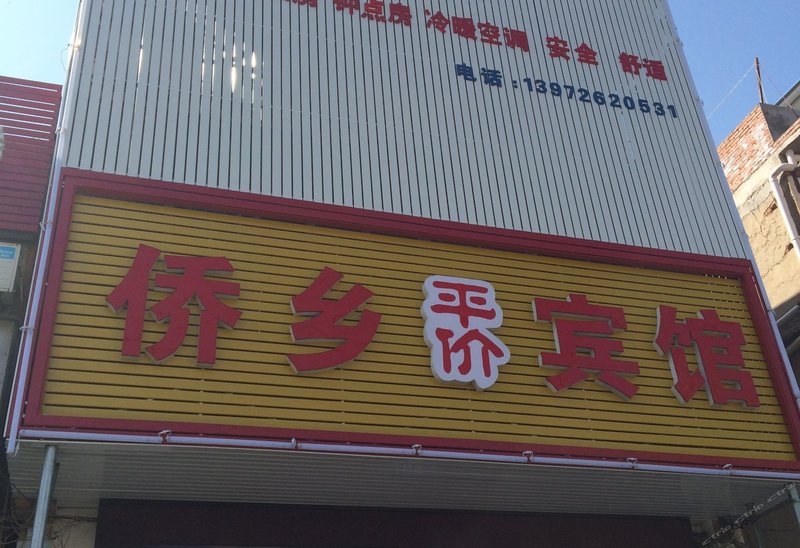 房 钟点房 冷暖空调 安全 舒适
电话:13972620531
侨乡平价宾馆